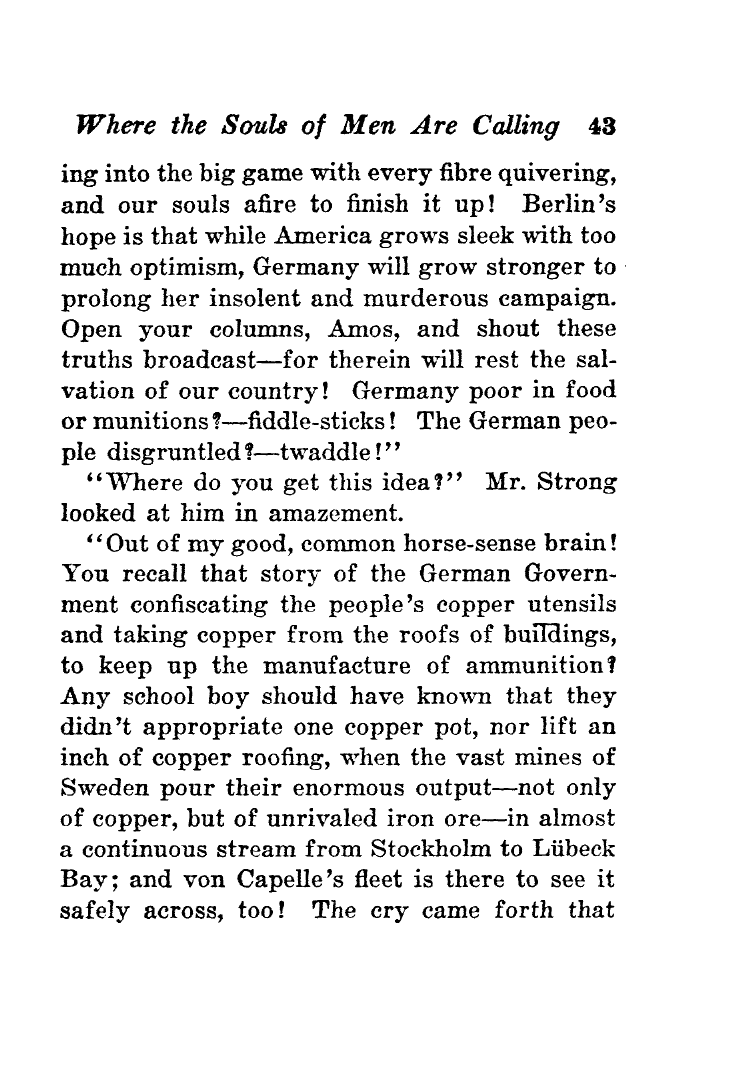 Where the Souls of Men Are Calling 43
ing into the big game with every fibre quivering,
and our souls afire to finish it up! Berlin's
hope is that while America grows sleek with too
much optimism, Germany will grow stronger to
prolong her insolent and murderous campaign.
Open your columns, Amos, and shout these
truths broadcast—for therein will rest the sal-
vation of our country! Germany poor in food
or munitions?—fiddle-sticks! The German peo-
ple disgruntled?—twaddle!"
"Where do you get this idea?" Mr. Strong
looked at him in amazement.
"Out of my good, common horse-sense brain!
You recall that story of the German Govern-
ment confiscating the people's copper utensils
and taking copper from the roofs of buildings,
to keep up the manufacture of ammunition?
Any school boy should have known that they
didn't appropriate one copper pot, nor lift an
inch of copper roofing, when the vast mines of
Sweden pour their enormous output—not only
of copper, but of unrivaled iron ore—in almost
a continuous stream from Stockholm to Lübeck
Bay; and von Capelle's fleet is there to see it
safely across, too! The cry came forth that